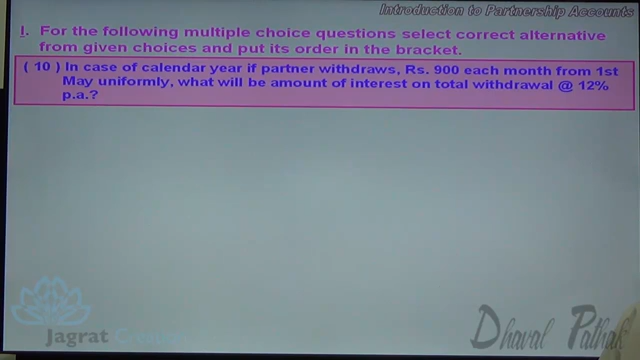 Introduction to Partnership Accounts
I. For the following multiple choice questions select correct alternative
from given choices and put its order in the bracket.
( 10 ) In case of calendar year if partner withdraws, Rs. 900 each month from 1st
May uniformly, what will be amount of interest on total withdrawal @ 12%
p.a.?
Jagrat Creation
Dhaval Pathak